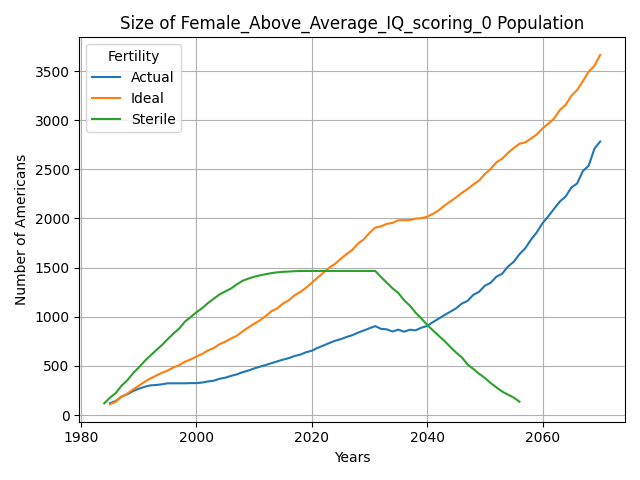 Size of Female_Above_Average_IQ_scoring_0 Population
Fertility
Actual
Ideal
Sterile
Number of Americans
3500
3000
2500
2000
1500
1000
500
0
1980
2000
2020
2040
2060
Years